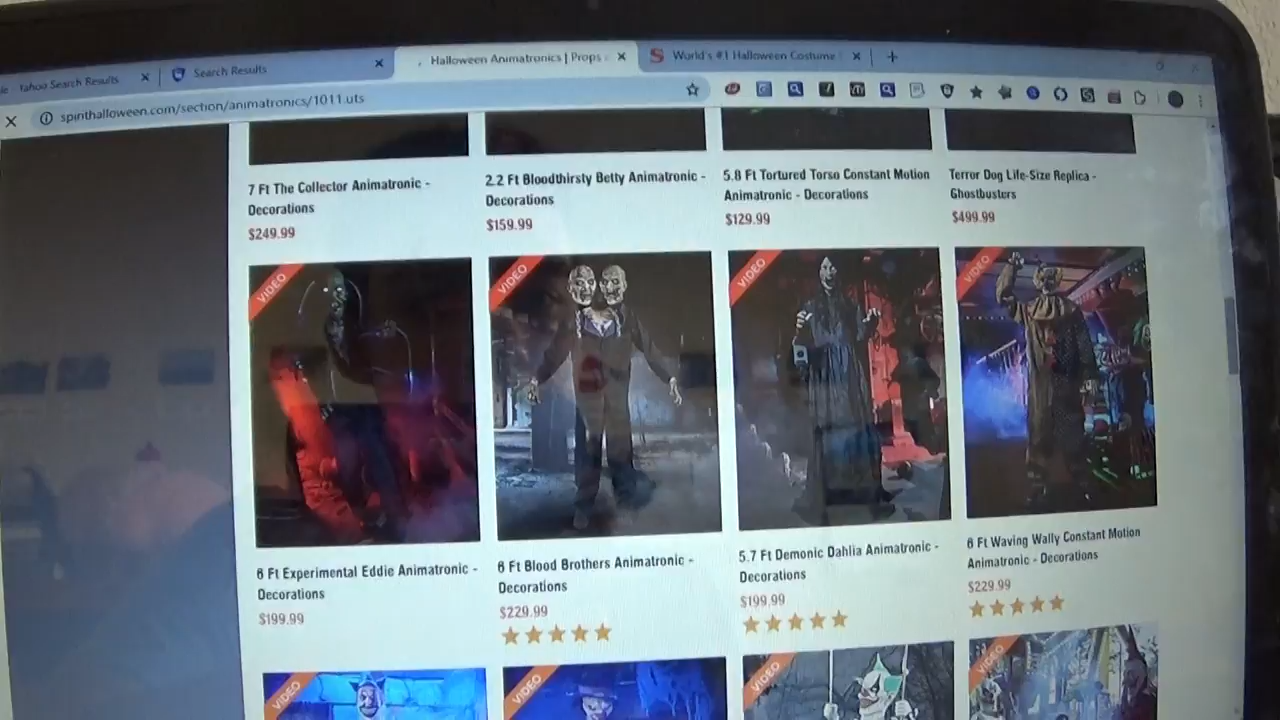 Yahoo Search Results
Search Results
Halloween Animatronics | Props
World's #1 Halloween Costume
spirithalloween.com/section/animatronics/1011.uts
7 Ft The Collector Animatronic -
Decorations
$249.99
2.2 Ft Bloodthirsty Betty Animatronic -
Decorations
$159.99
5.8 Ft Tortured Torso Constant Motion
Animatronic - Decorations
$129.99
Terror Dog Life-Size Replica -
Ghostbusters
$499.99
VIDEO
VIDEO
VIDEO
VIDEO
6 Ft Experimental Eddie Animatronic -
Decorations
$199.99
6 Ft Blood Brothers Animatronic -
Decorations
$229.99
5.7 Ft Demonic Dahlia Animatronic -
Decorations
$199.99
6 Ft Waving Wally Constant Motion
Animatronic - Decorations
$229.99
VIDEO
VIDEO
VIDEO
VIDEO